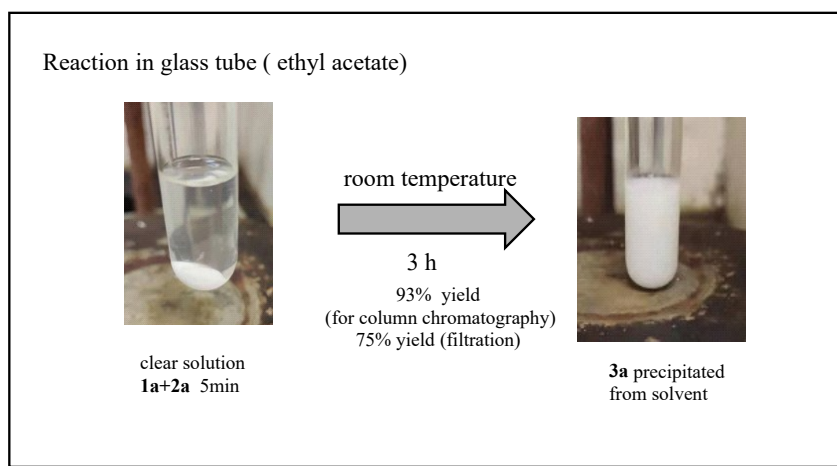 Reaction in glass tube ( ethyl acetate)
room temperature
3 h
93% yield
(for column chromatography)
75% yield (filtration)
clear solution
1a+2a 5min
3a precipitated
from solvent